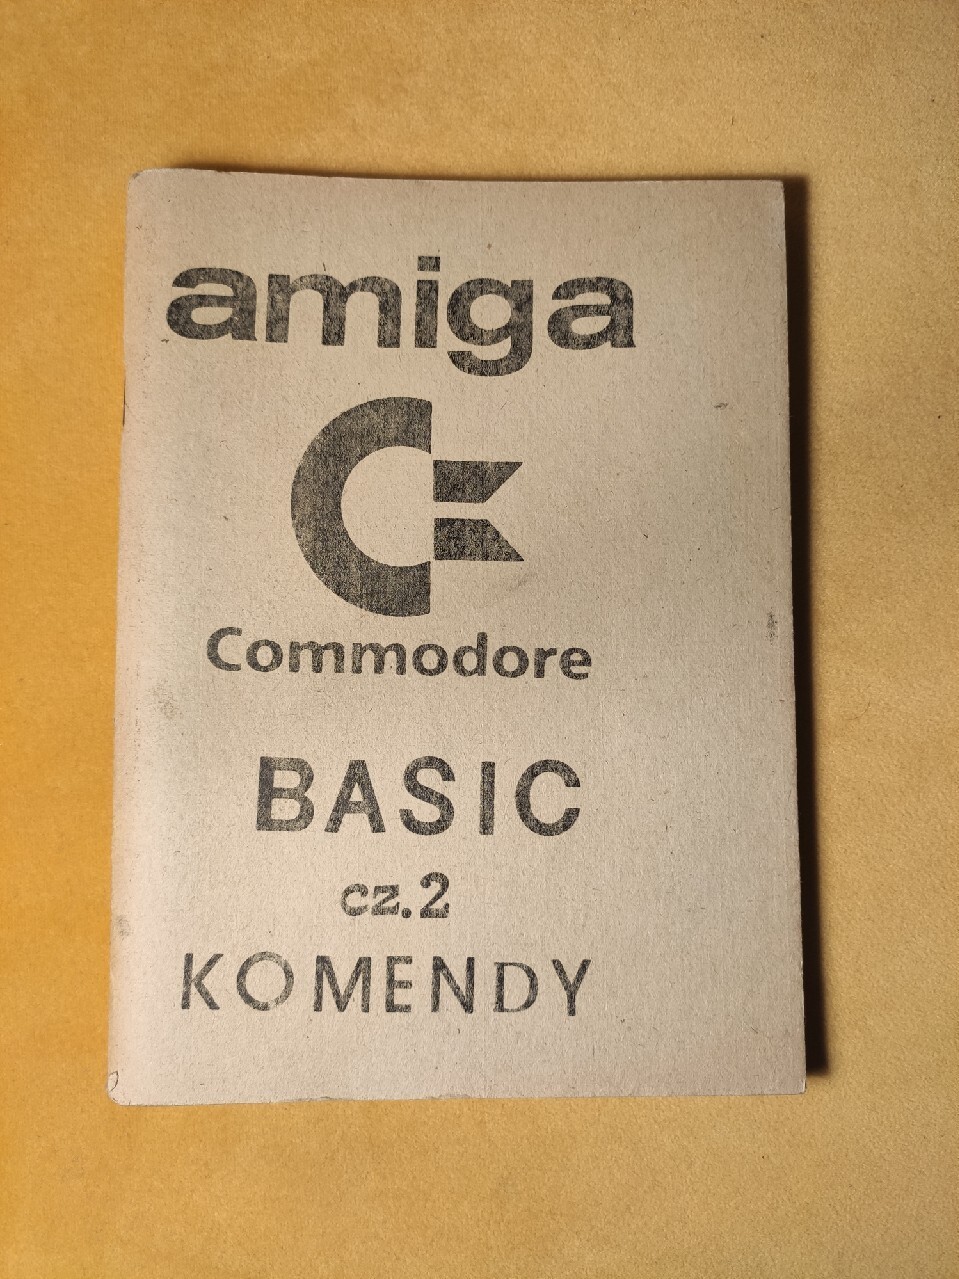 amiga
Commodore
BASIC
cz.2
KOMENDY